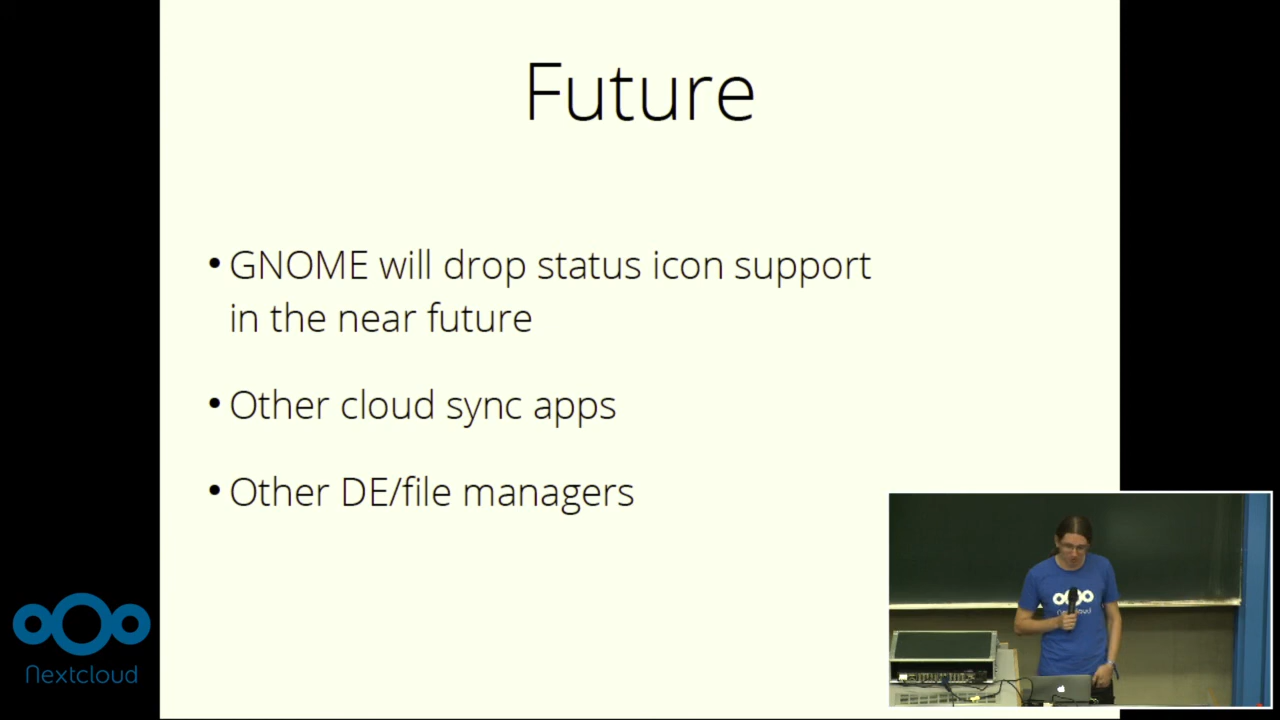 Future
• GNOME will drop status icon support
in the near future
• Other cloud sync apps
• Other DE/file managers
Nextcloud